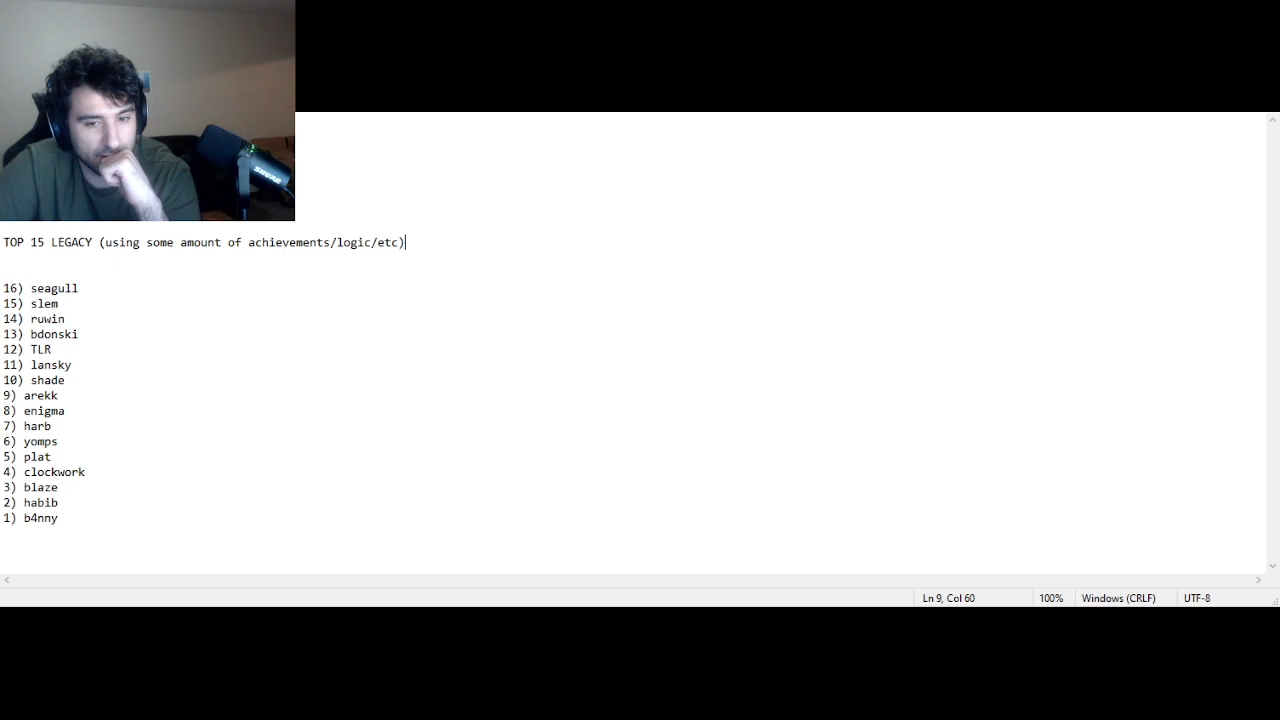 SHURE
TOP 15 LEGACY (using some amount of achievements/logic/etc)
16) seagull
15) slem
14) ruwin
13) bdonski
12) TLR
11) lansky
10) shade
9) arekk
8) enigma
7) harb
6) yomps
5) plat
4) clockwork
3) blaze
2) habib
1) b4nny
Ln 9, Col 60 100% Windows (CRLF) UTF-8